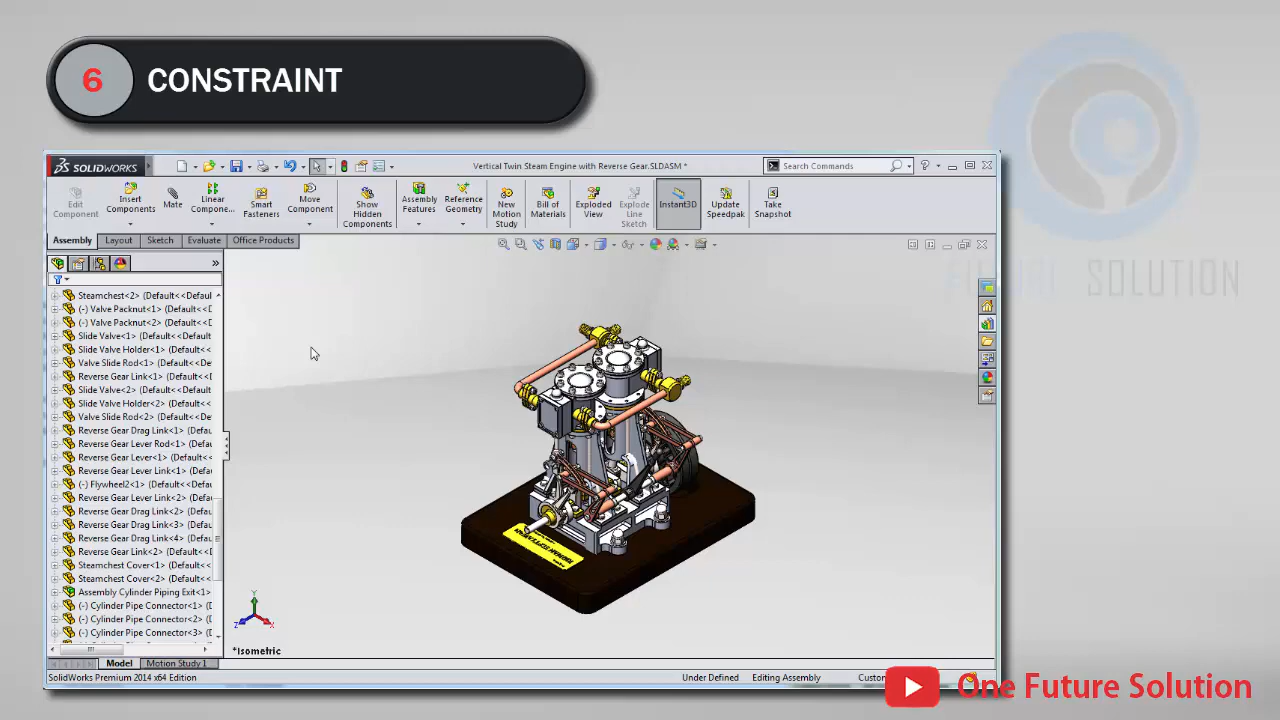 6 CONSTRAINT
SOLIDWORKS
Vertical Twin Steam Engine with Reverse Gear.SLDASM *
Search Commands
Edit Component
Insert Components
Mate
Linear Compone...
Smart Fasteners
Move Component
Show Hidden Components
Assembly Features
Reference Geometry
New Motion Study
Bill of Materials
Exploded View
Explode Line Sketch
Instant3D
Update Speedpak
Take Snapshot
Assembly Layout Sketch Evaluate Office Products
Steamchest<2> (Default<<Defaul
(-) Valve Packnut<1> (Default<
(-) Valve Packnut<2> (Default<
Slide Valve<1> (Default<<Default
Slide Valve Holder<1> (Default<<
Valve Slide Rod<1> (Default<<De
Reverse Gear Link<1> (Default<<
Slide Valve<2> (Default<<Default
Slide Valve Holder<2> (Default<<
Valve Slide Rod<2> (Default<<De
Reverse Gear Drag Link<1> (Defa
Reverse Gear Lever Rod<1> (Defa
Reverse Gear Lever<1> (Default<
Reverse Gear Lever Link<1> (Defa
(-) Flywheel2<1> (Default<<Defa
Reverse Gear Lever Link<2> (Defa
Reverse Gear Drag Link<2> (Defa
Reverse Gear Drag Link<3> (Defa
Reverse Gear Drag Link<4> (Defa
Reverse Gear Link<2> (Default<<
Steamchest Cover<1> (Default<<
Steamchest Cover<2> (Default<<
Assembly Cylinder Piping Exit<1>
(-) Cylinder Pipe Connector<1> (D
(-) Cylinder Pipe Connector<2> (D
(-) Cylinder Pipe Connector<3> (D
Y
Z
X
*Isometric
Model Motion Study 1
SolidWorks Premium 2014 x64 Edition
Under Defined
Editing Assembly
Custo
SOLUTION
One Future Solution